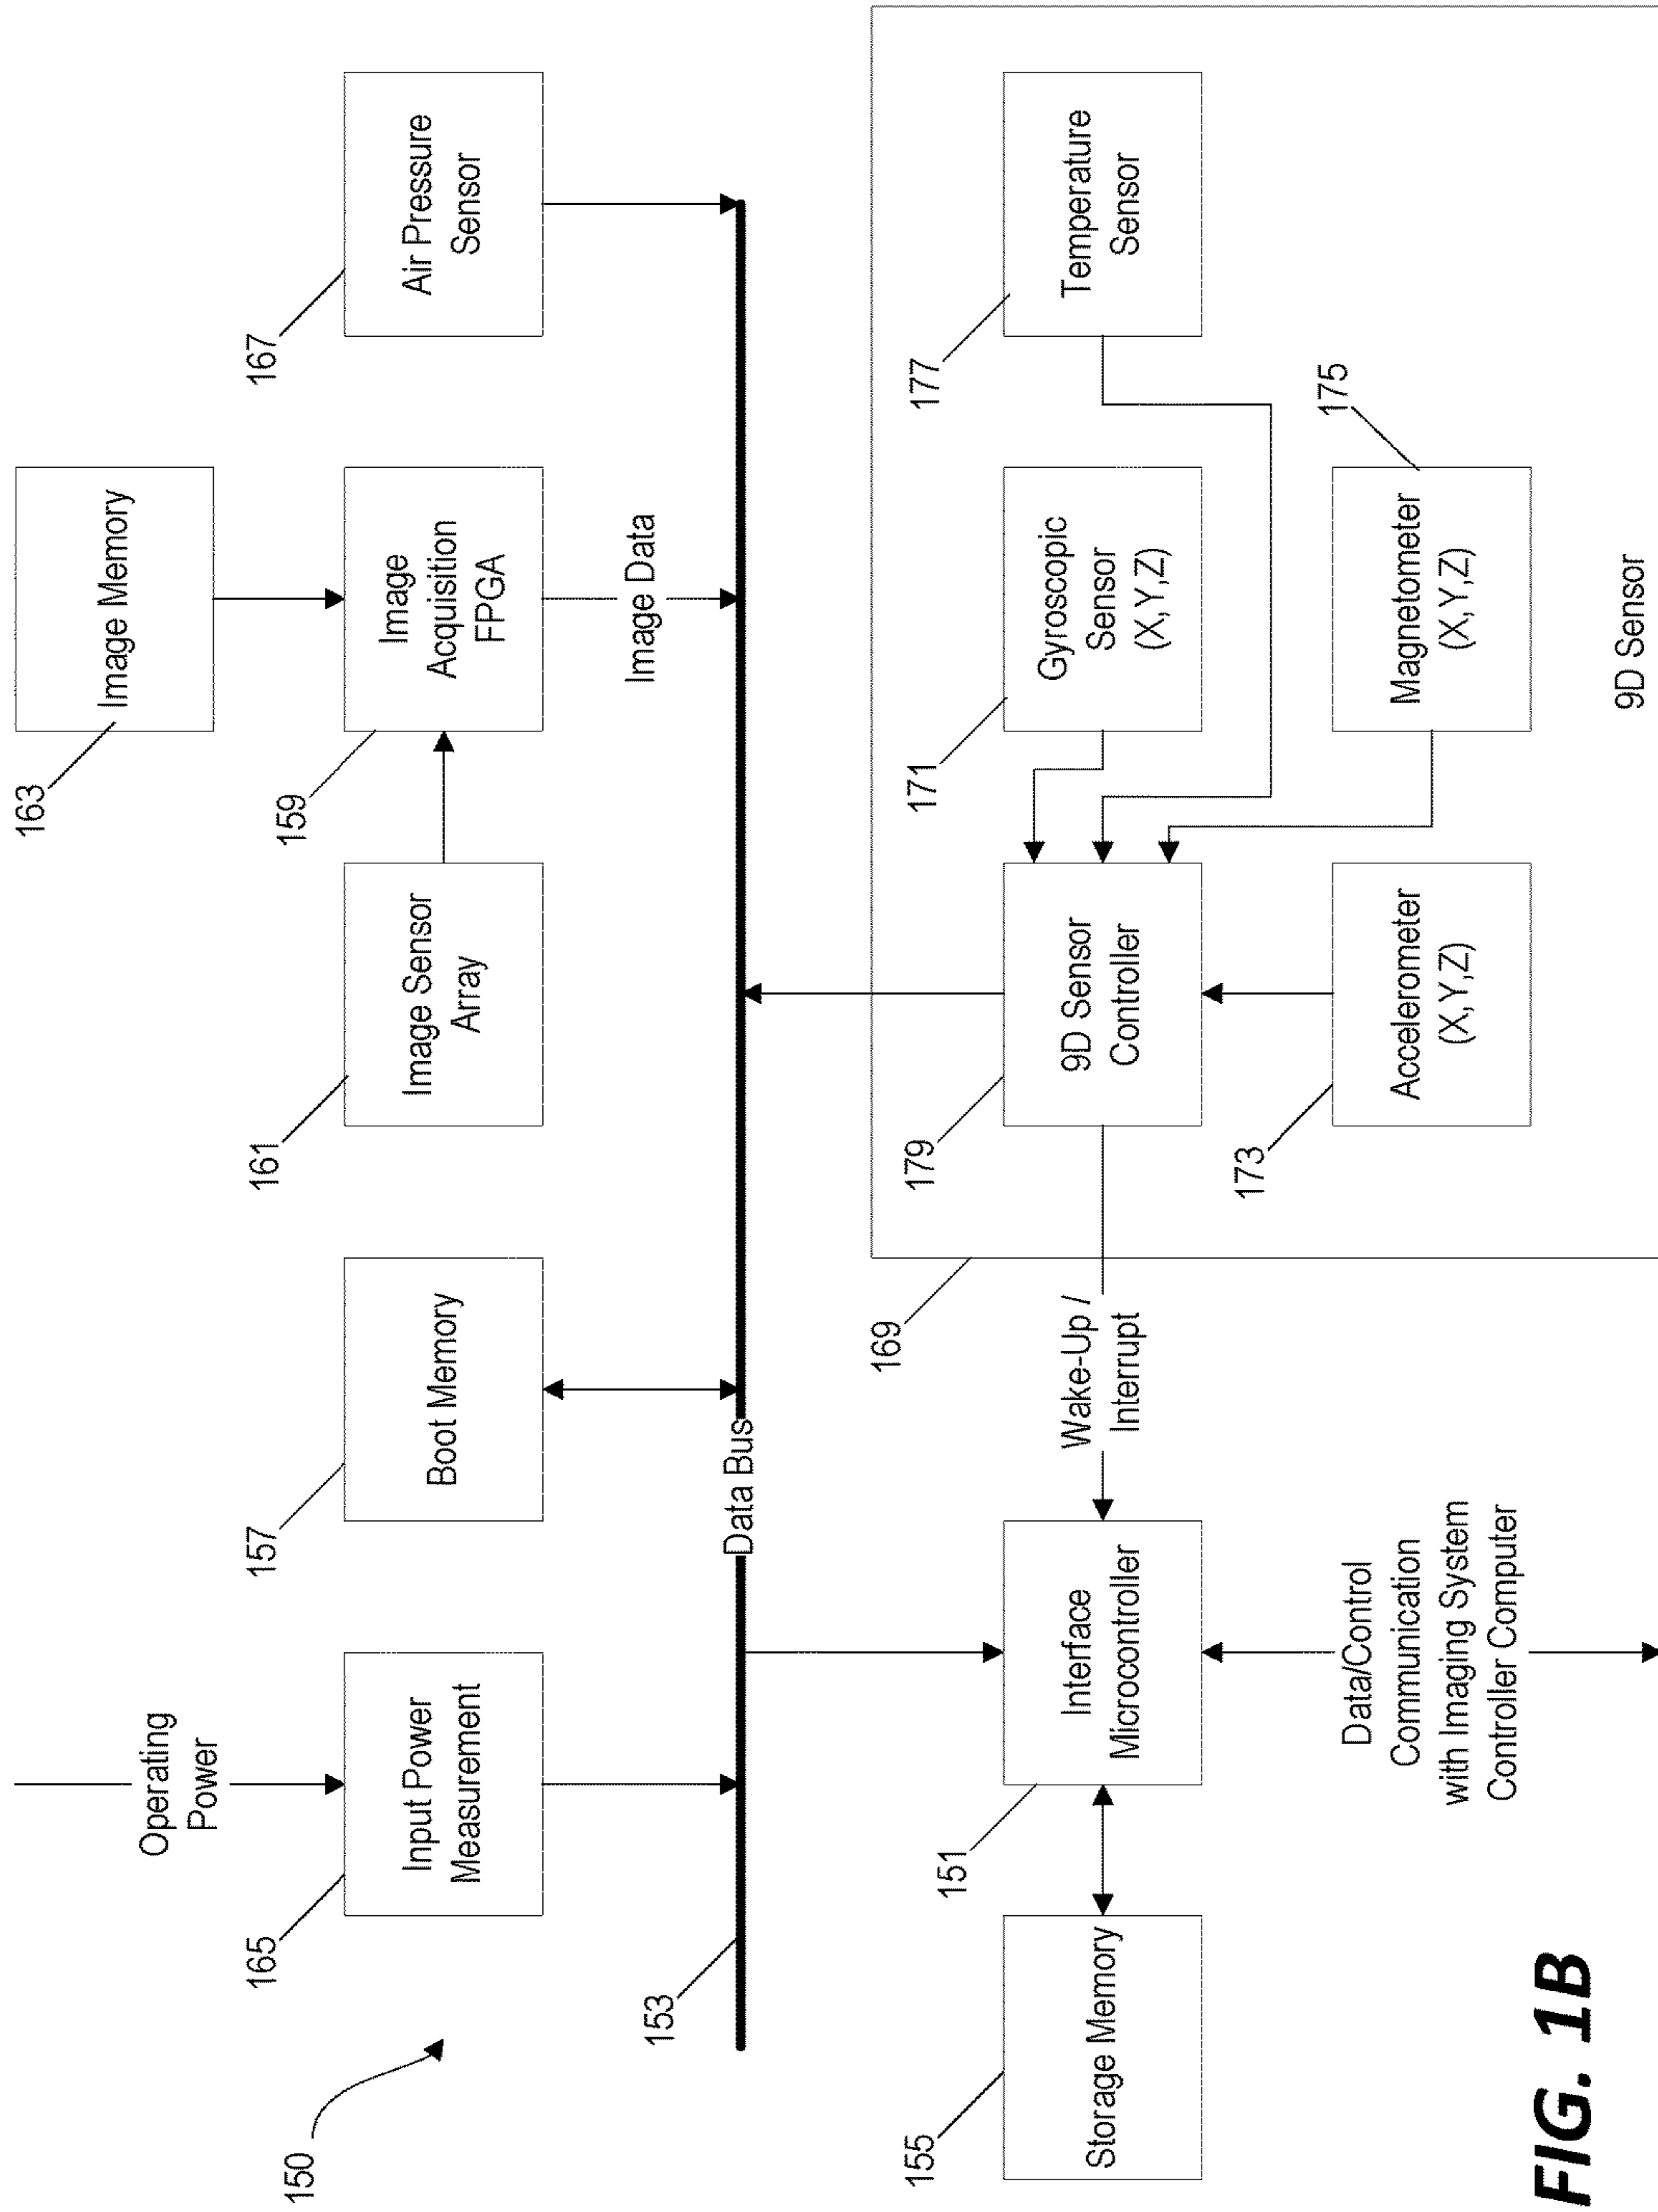 150
Operating
Power
165
Input Power
Measurement
157
Boot Memory
161
Image Sensor
Array
163
Image Memory
159
Image
Acquisition
FPGA
Image Data
167
Air Pressure
Sensor
153
Data Bus
155
Storage Memory
151
Interface
Microcontroller
Wake-Up /
Interrupt
Data/Control
Communication
with Imaging System
Controller Computer
169
179
9D Sensor
Controller
171
Gyroscopic
Sensor
(X,Y,Z)
177
Temperature
Sensor
173
Accelerometer
(X,Y,Z)
175
Magnetometer
(X,Y,Z)
9D Sensor
FIG. 1B